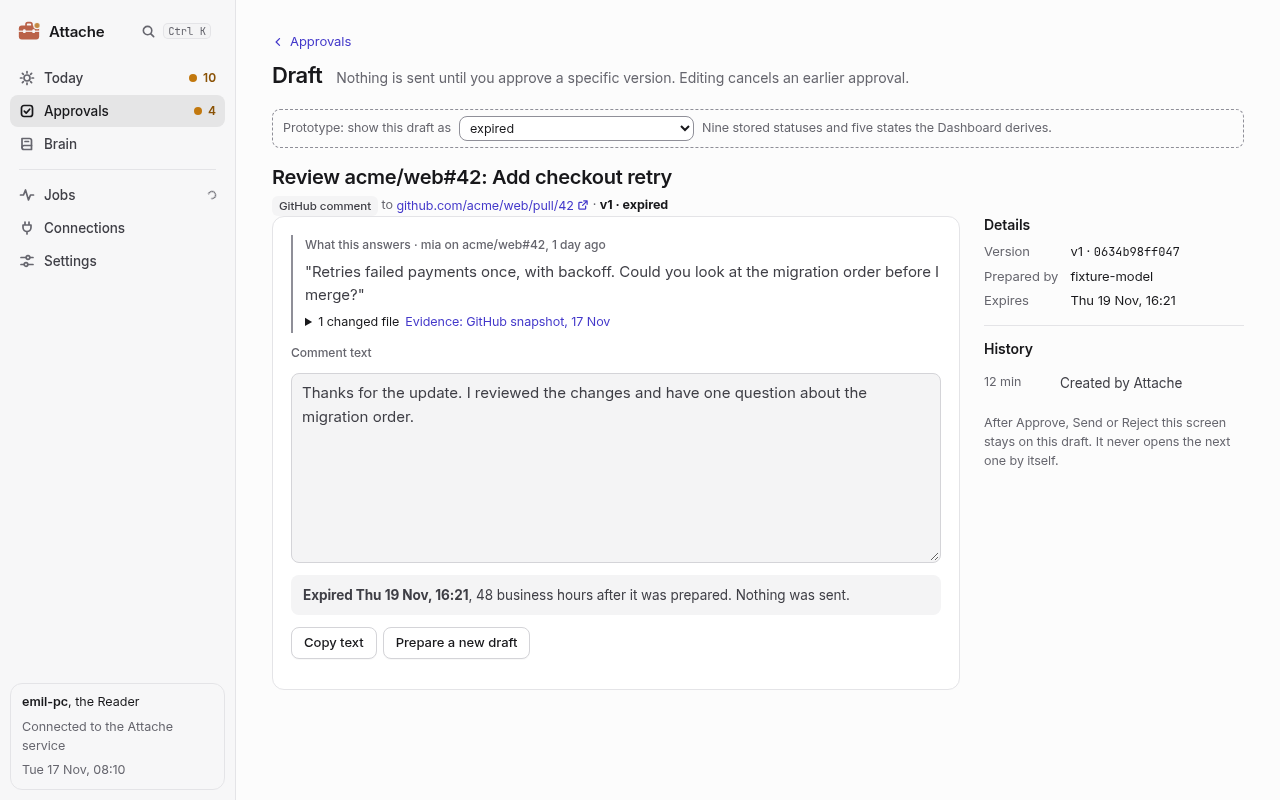 Attache
Ctrl K
Today
10
Approvals
4
Brain
Jobs
Connections
Settings
emil-pc, the Reader
Connected to the Attache
service
Tue 17 Nov, 08:10
Approvals
Draft
Nothing is sent until you approve a specific version. Editing cancels an earlier approval.
Prototype: show this draft as
expired
Nine stored statuses and five states the Dashboard derives.
Review acme/web#42: Add checkout retry
GitHub comment to github.com/acme/web/pull/42 · v1 · expired
What this answers · mia on acme/web#42, 1 day ago
"Retries failed payments once, with backoff. Could you look at the migration order before I
merge?"
1 changed file Evidence: GitHub snapshot, 17 Nov
Comment text
Thanks for the update. I reviewed the changes and have one question about the
migration order.
Expired Thu 19 Nov, 16:21, 48 business hours after it was prepared. Nothing was sent.
Copy text
Prepare a new draft
Details
Version v1 · 0634b98ff047
Prepared by fixture-model
Expires Thu 19 Nov, 16:21
History
12 min Created by Attache
After Approve, Send or Reject this screen
stays on this draft. It never opens the next
one by itself.